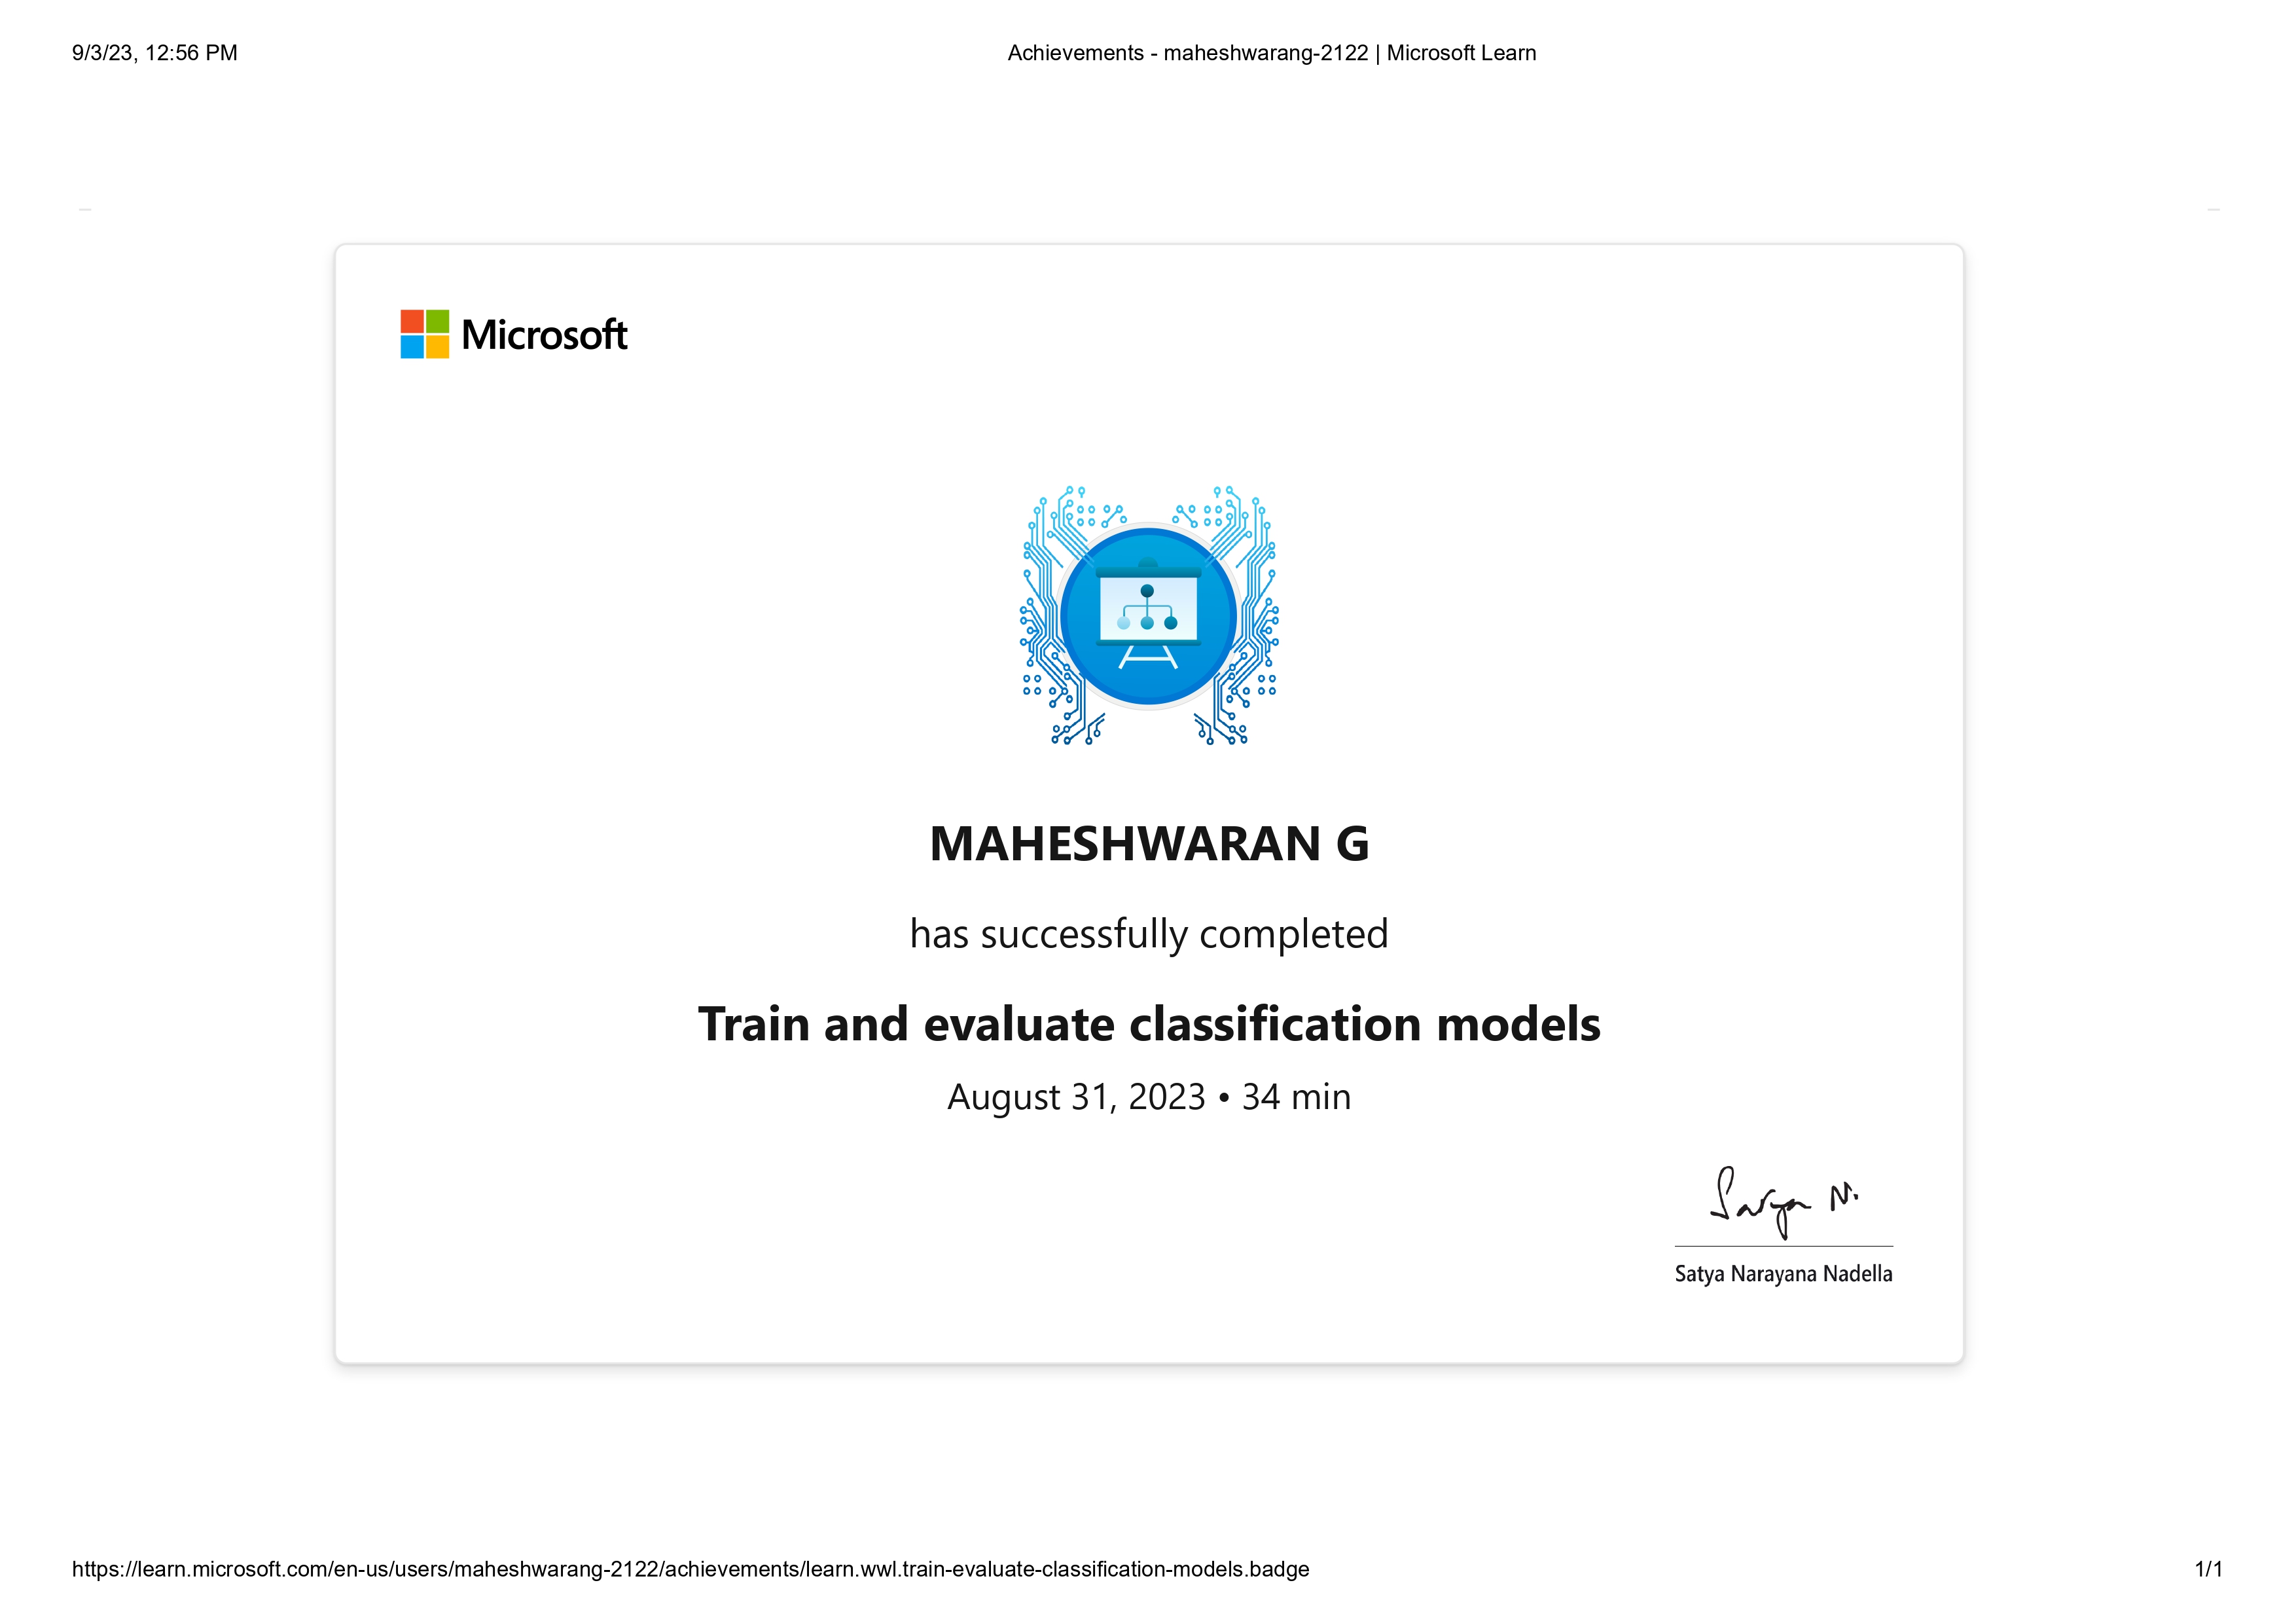 9/3/23, 12:56 PM
Achievements - maheshwarang-2122 | Microsoft Learn
Microsoft
MAHESHWARAN G
has successfully completed
Train and evaluate classification models
August 31, 2023 • 34 min
Satya N.
Satya Narayana Nadella
https://learn.microsoft.com/en-us/users/maheshwarang-2122/achievements/learn.wwl.train-evaluate-classification-models.badge
1/1